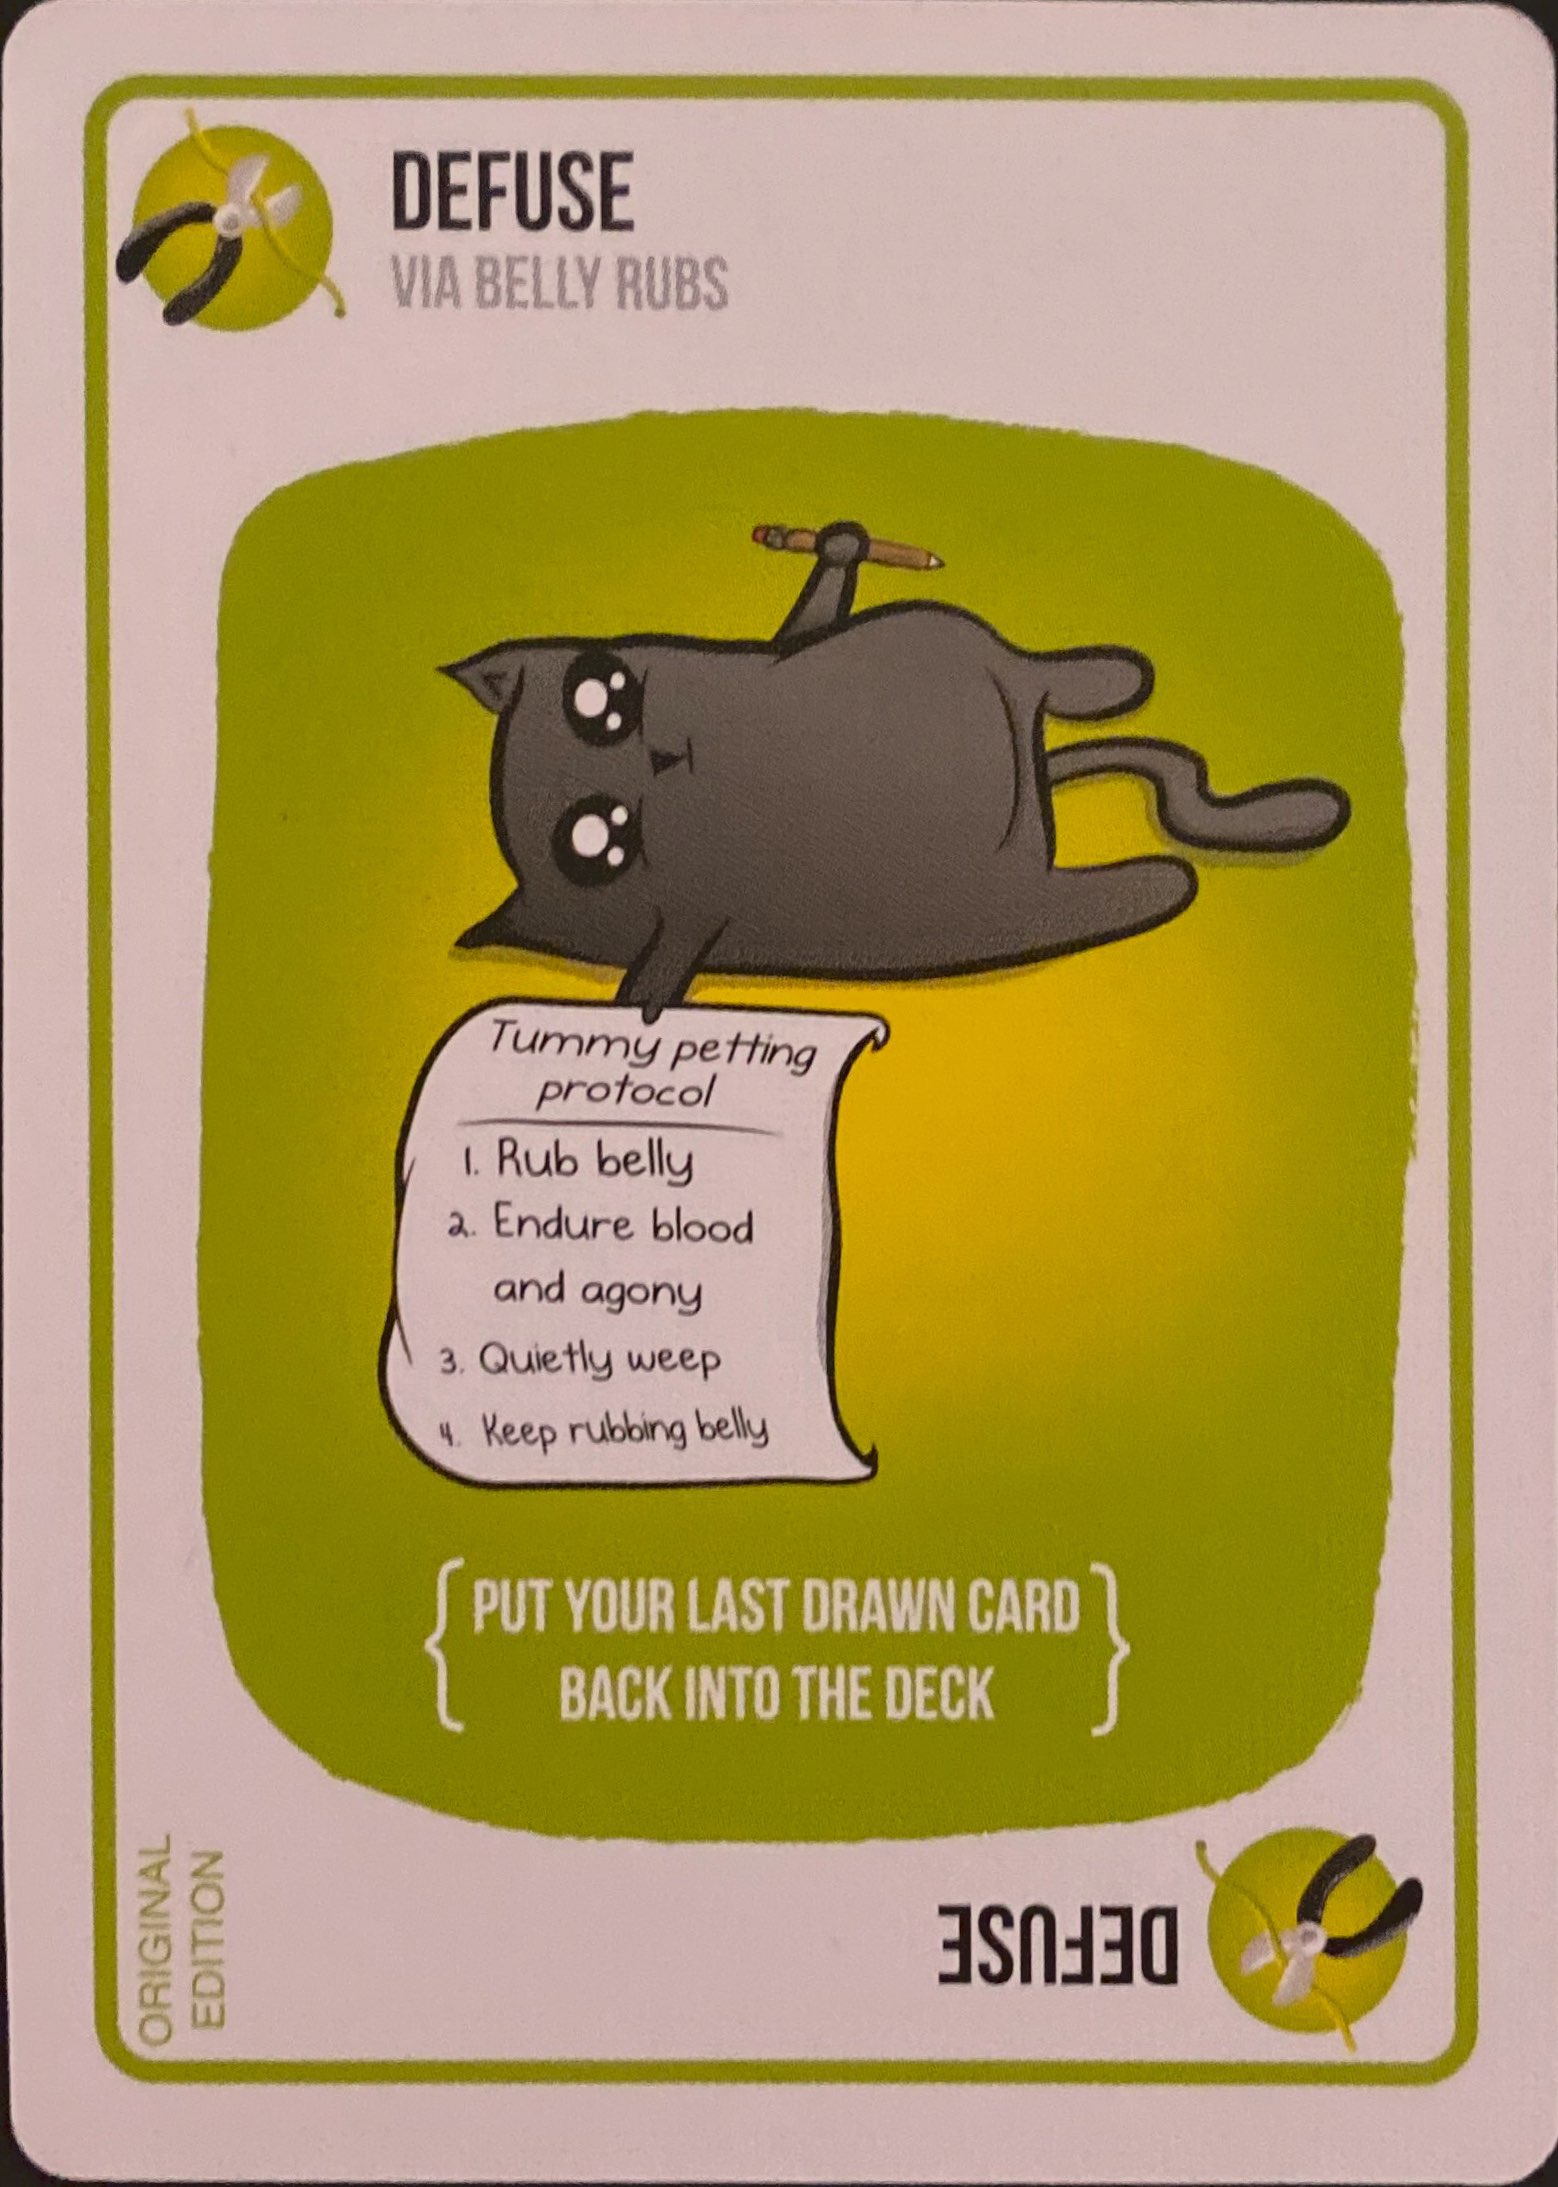 DEFUSE
VIA BELLY RUBS
Tummy petting
protocol
1. Rub belly
2. Endure blood
and agony
3. Quietly weep
4. Keep rubbing belly
PUT YOUR LAST DRAWN CARD
BACK INTO THE DECK
ORIGINAL
EDITION
DEFUSE